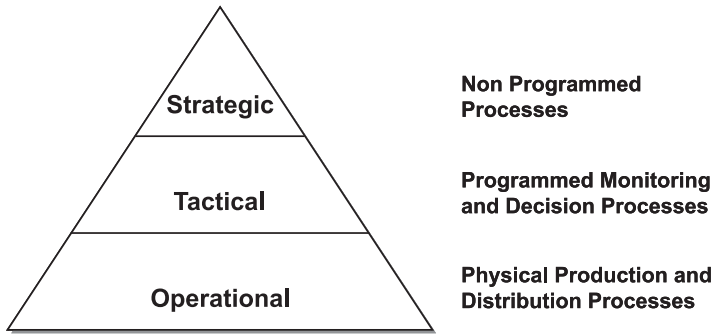 Strategic
Non Programmed
Processes
Tactical
Programmed Monitoring
and Decision Processes
Operational
Physical Production and
Distribution Processes